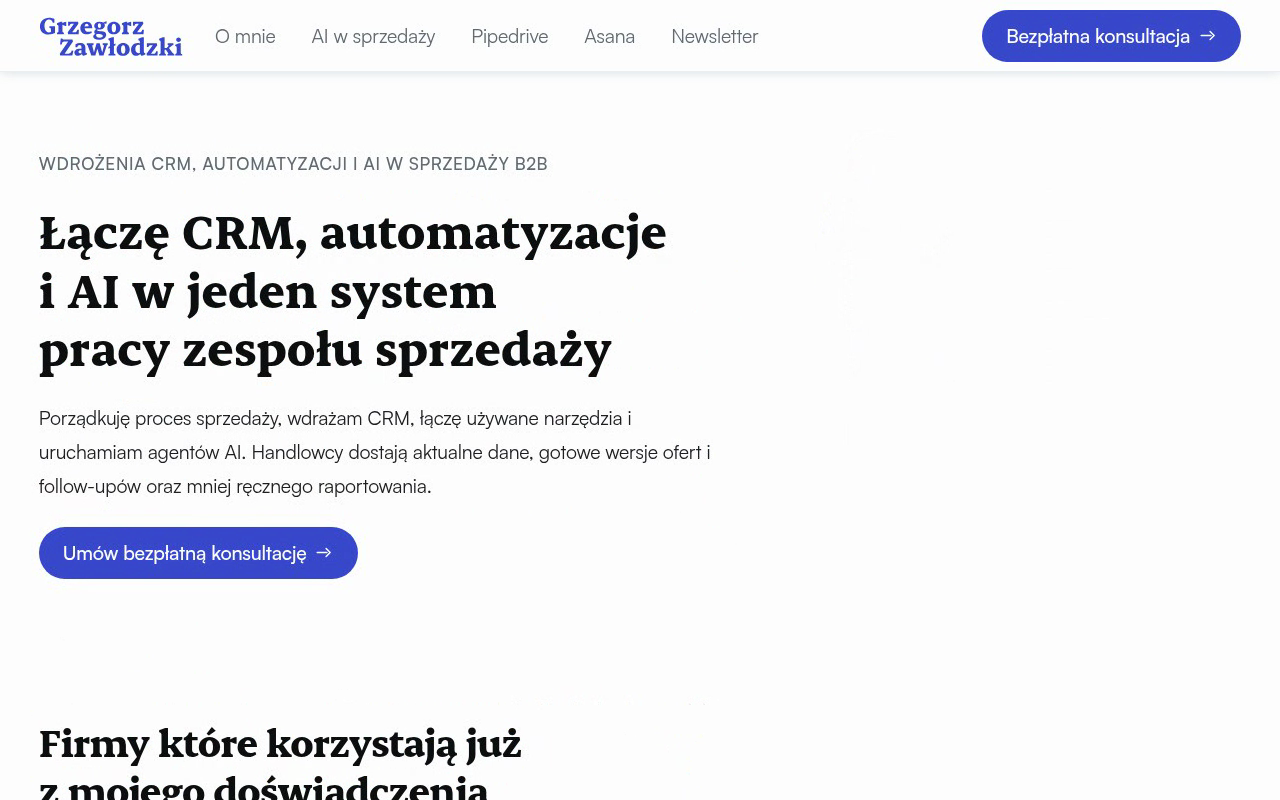 Grzegorz
Zawłodzki
O mnie
AI w sprzedaży
Pipedrive
Asana
Newsletter
Bezpłatna konsultacja →
WDROŻENIA CRM, AUTOMATYZACJI I AI W SPRZEDAŻY B2B
Łączę CRM, automatyzacje
i AI w jeden system
pracy zespołu sprzedaży
Porządkuję proces sprzedaży, wdrażam CRM, łączę używane narzędzia i
uruchamiam agentów AI. Handlowcy dostają aktualne dane, gotowe wersje ofert i
follow-upów oraz mniej ręcznego raportowania.
Umów bezpłatną konsultację →
Firmy które korzystają już
z mojego doświadczenia